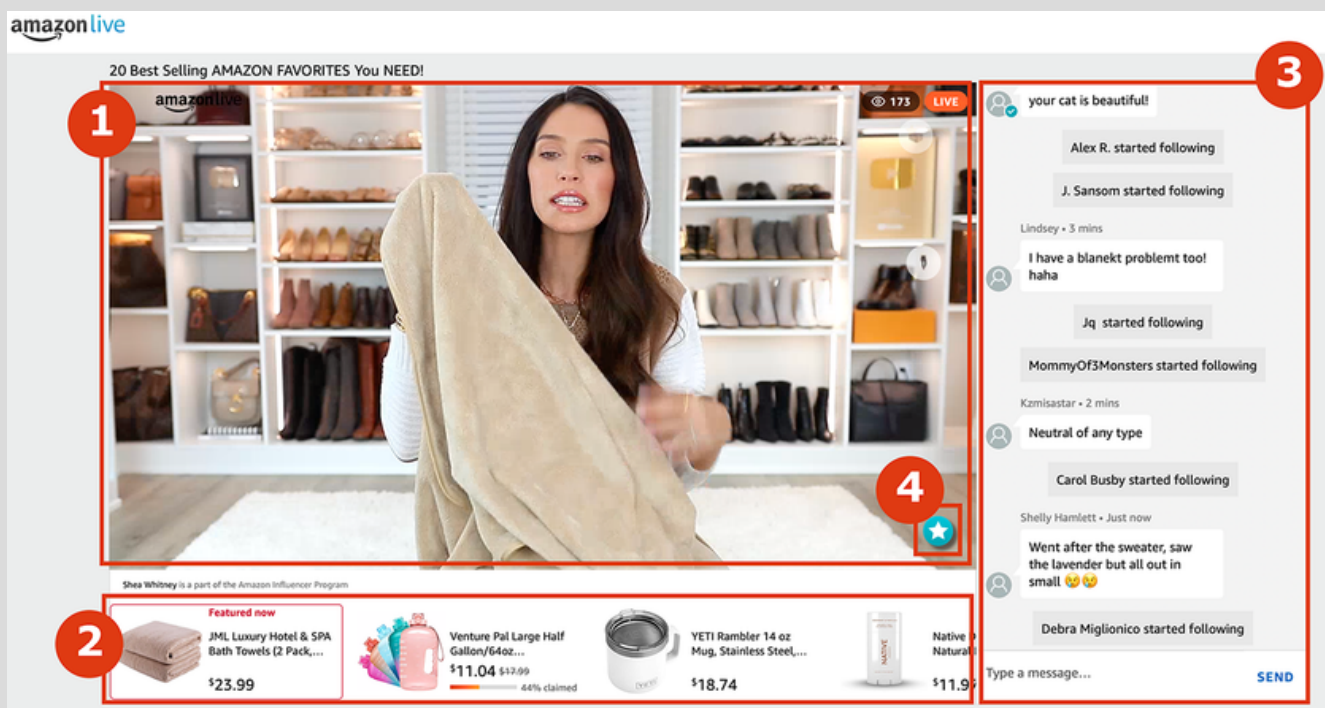 amazon live
20 Best Selling AMAZON FAVORITES You NEED!
1
amazon live
173 LIVE
4
Shea Whitney is a part of the Amazon Influencer Program
2
Featured now
JML Luxury Hotel & SPA
Bath Towels (2 Pack,...
$23.99
Venture Pal Large Half
Gallon/64oz...
$11.04 $17.99
44% claimed
YETI Rambler 14 oz
Mug, Stainless Steel,...
$18.74
NATIVE
Native
Natural
$11.9
3
your cat is beautiful!
Alex R. started following
J. Sansom started following
Lindsey • 3 mins
I have a blanekt problemt too!
haha
Jq started following
MommyOf3Monsters started following
Kzmisastar • 2 mins
Neutral of any type
Carol Busby started following
Shelly Hamlett • Just now
Went after the sweater, saw
the lavender but all out in
small 😢😢
Debra Miglionico started following
Type a message...
SEND